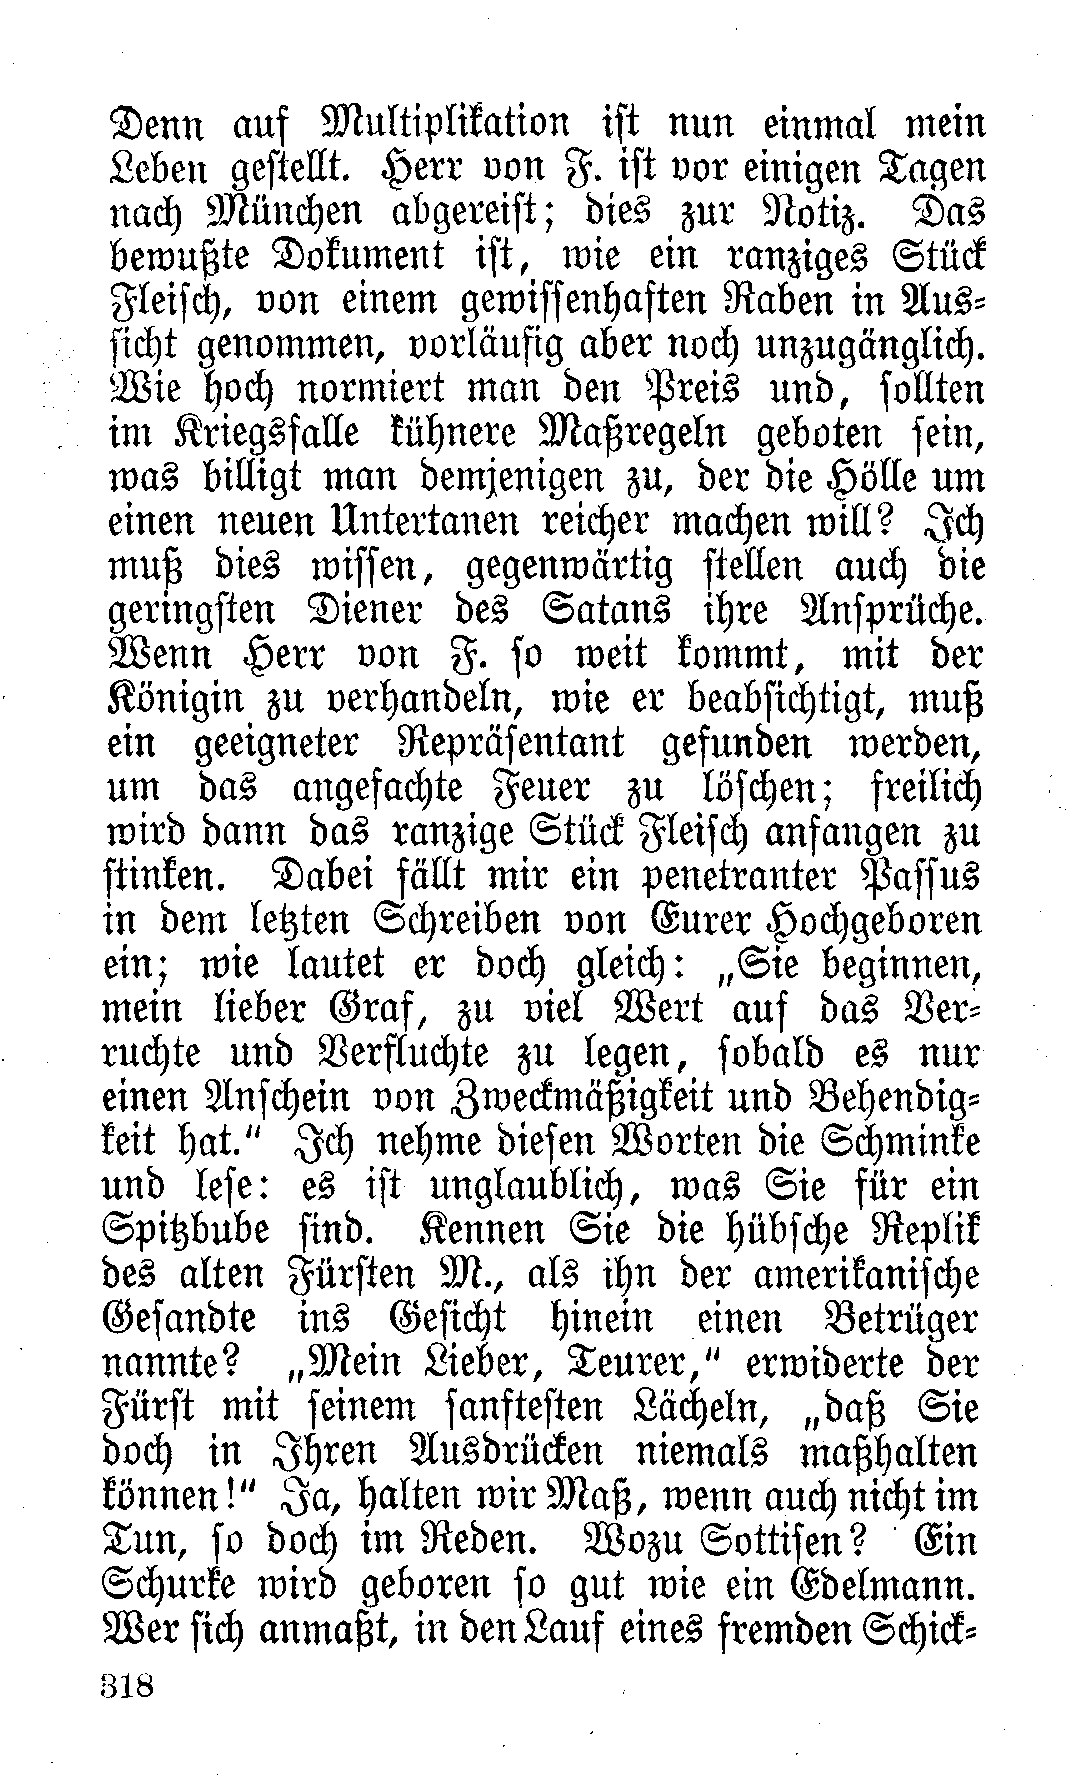 Denn auf Multiplikation ist nun einmal mein
Leben gestellt. Herr von F. ist vor einigen Tagen
nach München abgereist; dies zur Notiz. Das
bewußte Dokument ist, wie ein ranziges Stück
Fleisch, von einem gewissenhaften Raben in Aus-
sicht genommen, vorläufig aber noch unzugänglich.
Wie hoch normiert man den Preis und, sollten
im Kriegsfalle kühnere Maßregeln geboten sein,
was billigt man demjenigen zu, der die Hölle um
einen neuen Untertanen reicher machen will? Ich
muß dies wissen, gegenwärtig stellen auch die
geringsten Diener des Satans ihre Ansprüche.
Wenn Herr von F. so weit kommt, mit der
Königin zu verhandeln, wie er beabsichtigt, muß
ein geeigneter Repräsentant gefunden werden,
um das angefachte Feuer zu löschen; freilich
wird dann das ranzige Stück Fleisch anfangen zu
stinken. Dabei fällt mir ein penetranter Passus
in dem letzten Schreiben von Eurer Hochgeboren
ein; wie lautet er doch gleich: „Sie beginnen,
mein lieber Graf, zu viel Wert auf das Ver-
ruchte und Verfluchte zu legen, sobald es nur
einen Anschein von Zweckmäßigkeit und Behendig-
keit hat.“ Ich nehme diesen Worten die Schminke
und lese: es ist unglaublich, was Sie für ein
Spitzbube sind. Kennen Sie die hübsche Replik
des alten Fürsten M., als ihn der amerikanische
Gesandte ins Gesicht hinein einen Betrüger
nannte? „Mein Lieber, Teurer,“ erwiderte der
Fürst mit seinem sanftesten Lächeln, „daß Sie
doch in Ihren Ausdrücken niemals maßhalten
können!“ Ja, halten wir Maß, wenn auch nicht im
Tun, so doch im Reden. Wozu Sottisen? Ein
Schurke wird geboren so gut wie ein Edelmann.
Wer sich anmaßt, in den Lauf eines fremden Schick-
318